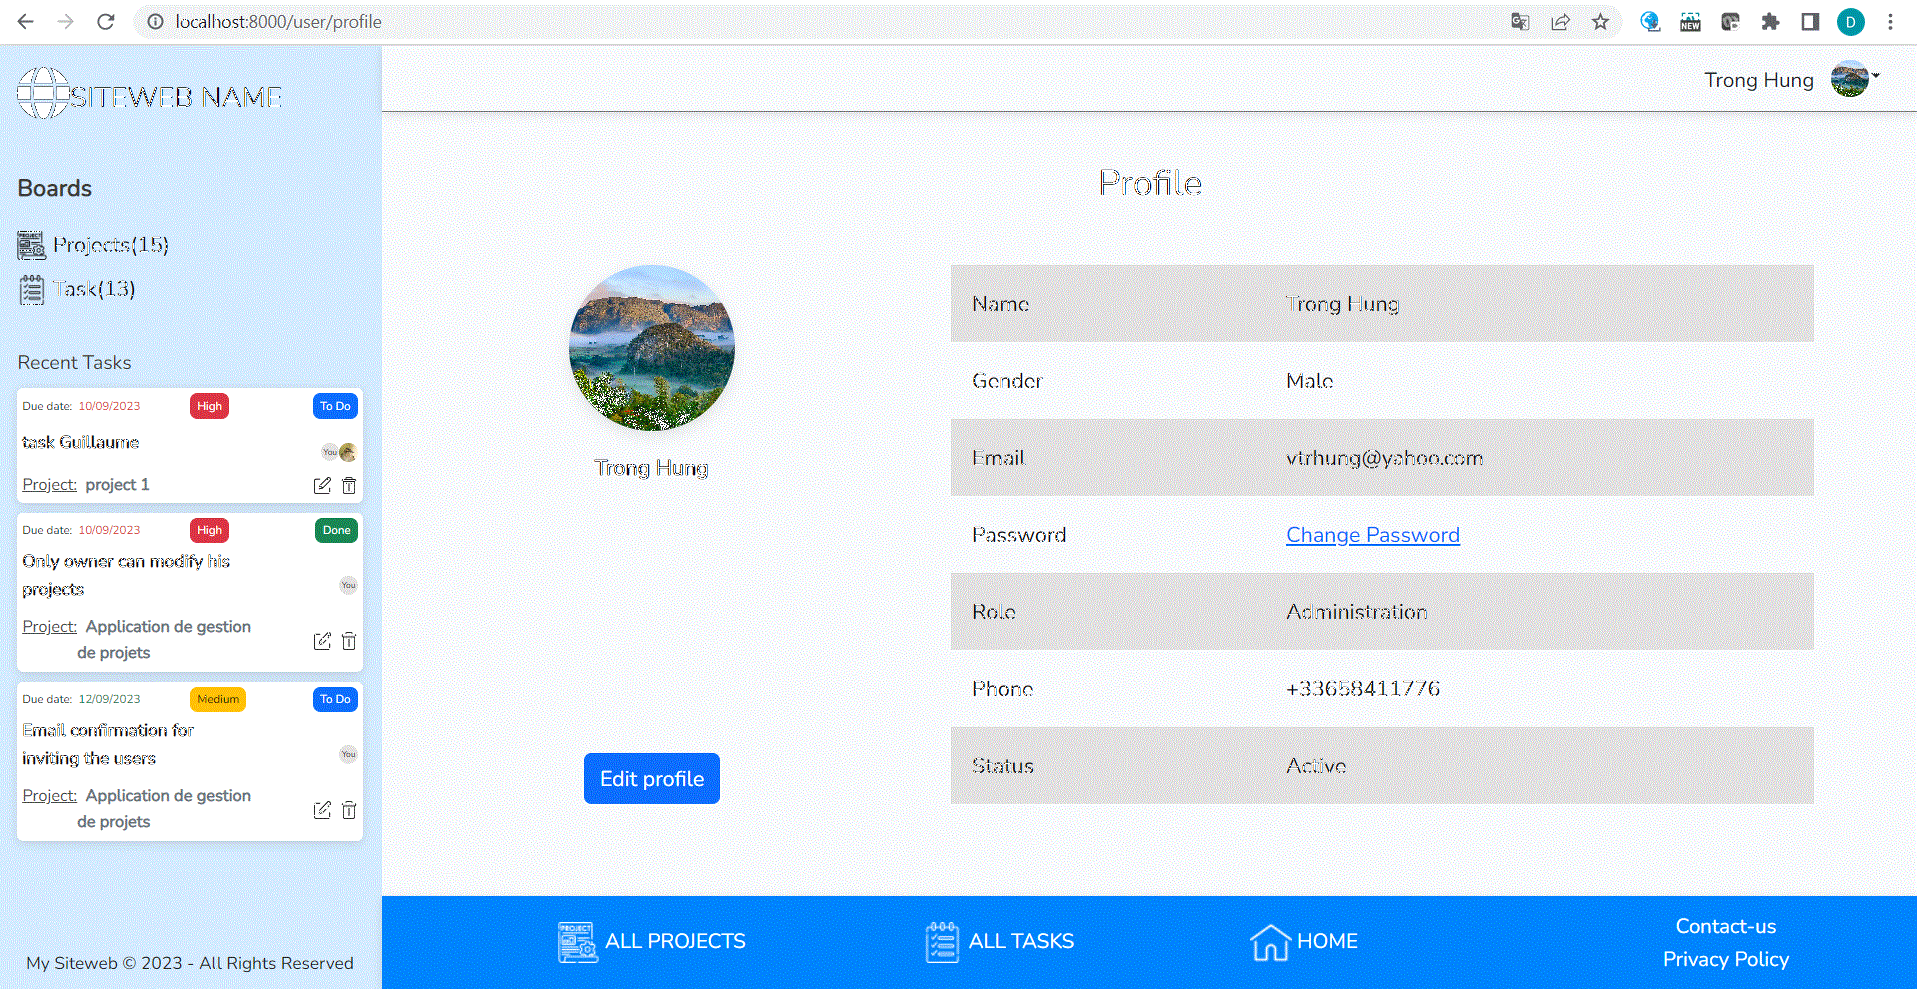 localhost:8000/user/profile
NEW
D
SITEWEB NAME
Trong Hung
Boards
PROJECT
Projects(15)
Task(13)
Recent Tasks
Due date: 10/09/2023 High To Do
task Guillaume
You
Project: project 1
Due date: 10/09/2023 High Done
Only owner can modify his
projects
You
Project: Application de gestion
de projets
Due date: 12/09/2023 Medium To Do
Email confirmation for
inviting the users
You
Project: Application de gestion
de projets
My Siteweb © 2023 - All Rights Reserved
Profile
Trong Hung
Edit profile
Name Trong Hung
Gender Male
Email vtrhung@yahoo.com
Password Change Password
Role Administration
Phone +33658411776
Status Active
PROJECT
ALL PROJECTS
ALL TASKS
HOME
Contact-us
Privacy Policy